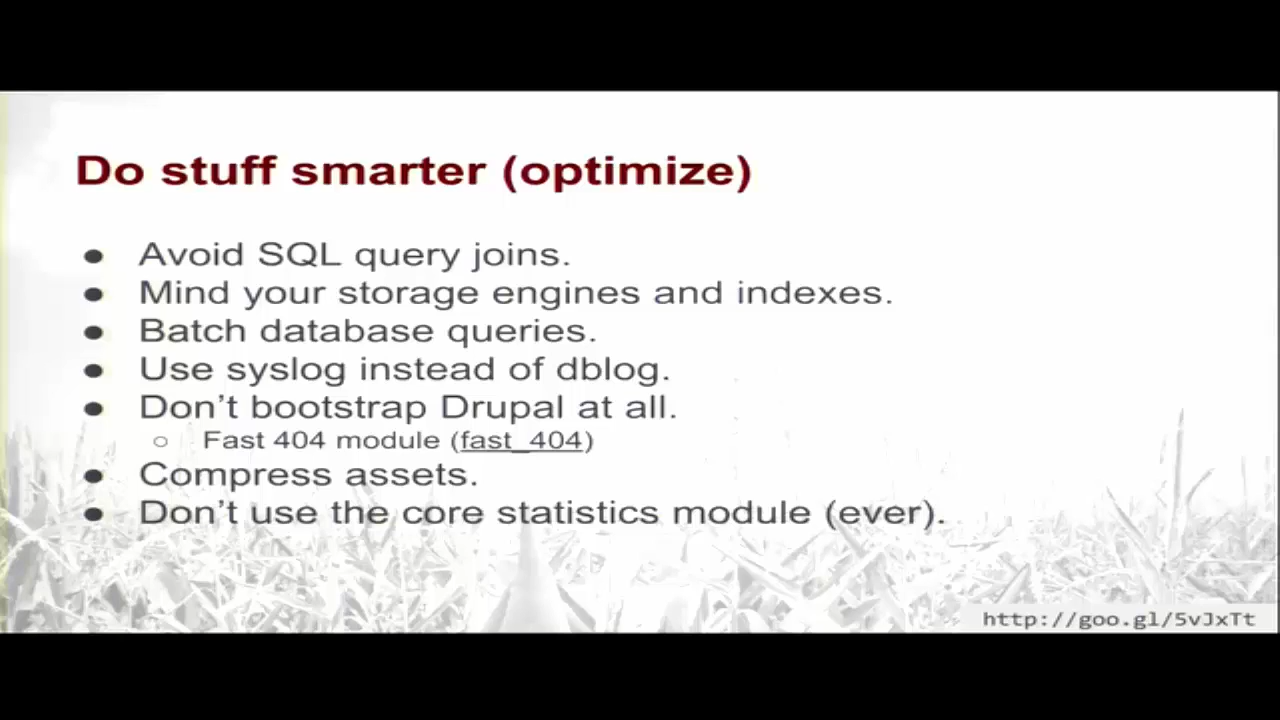 Do stuff smarter (optimize)
● Avoid SQL query joins.
● Mind your storage engines and indexes.
● Batch database queries.
● Use syslog instead of dblog.
● Don’t bootstrap Drupal at all.
○ Fast 404 module (fast_404)
● Compress assets.
● Don’t use the core statistics module (ever).
http://goo.gl/5vJxTt